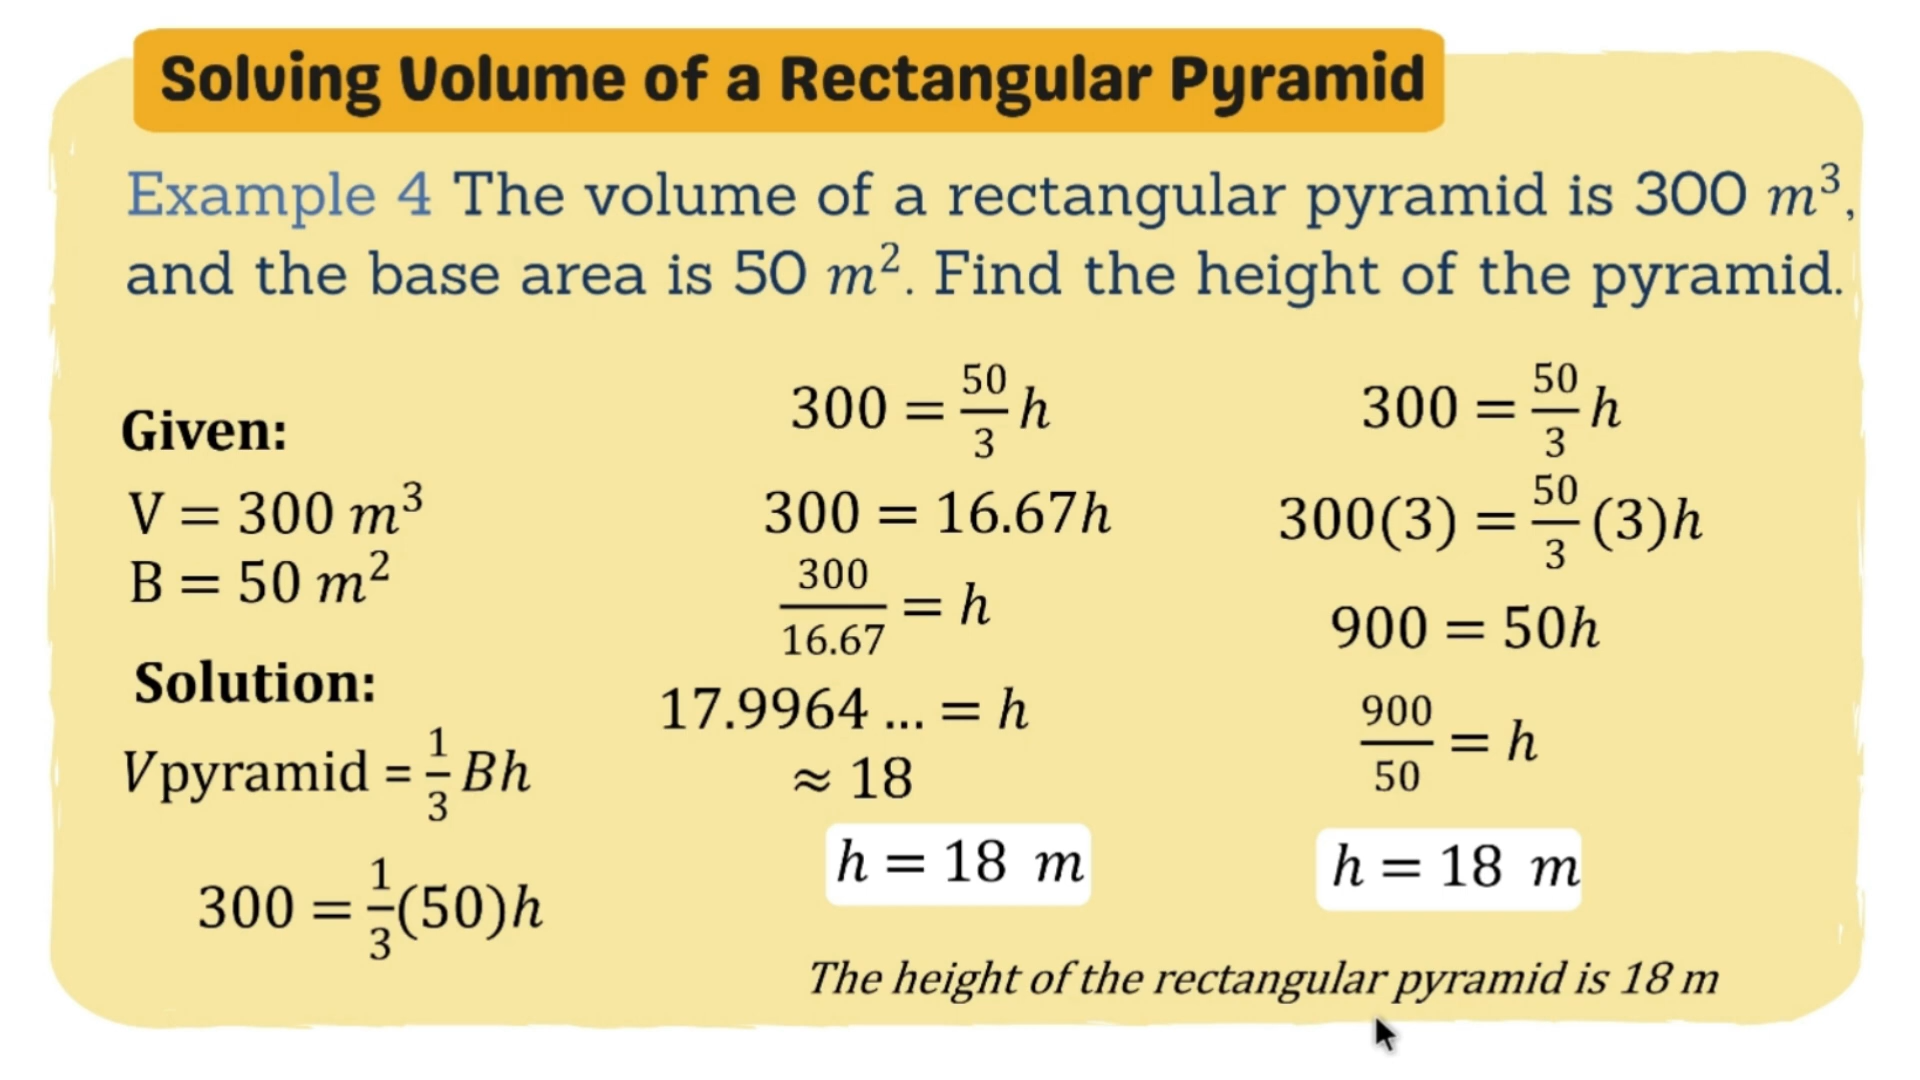 Solving Volume of a Rectangular Pyramid
Example 4 The volume of a rectangular pyramid is 300 m³,
and the base area is 50 m². Find the height of the pyramid.
Given:
V = 300 m³
B = 50 m²
Solution:
Vpyramid = 1/3 Bh
300 = 1/3 (50)h
300 = 50/3 h
300 = 16.67h
300/16.67 = h
17.9964 ... = h
≈ 18
h = 18 m
300 = 50/3 h
300(3) = 50/3 (3)h
900 = 50h
900/50 = h
h = 18 m
The height of the rectangular pyramid is 18 m